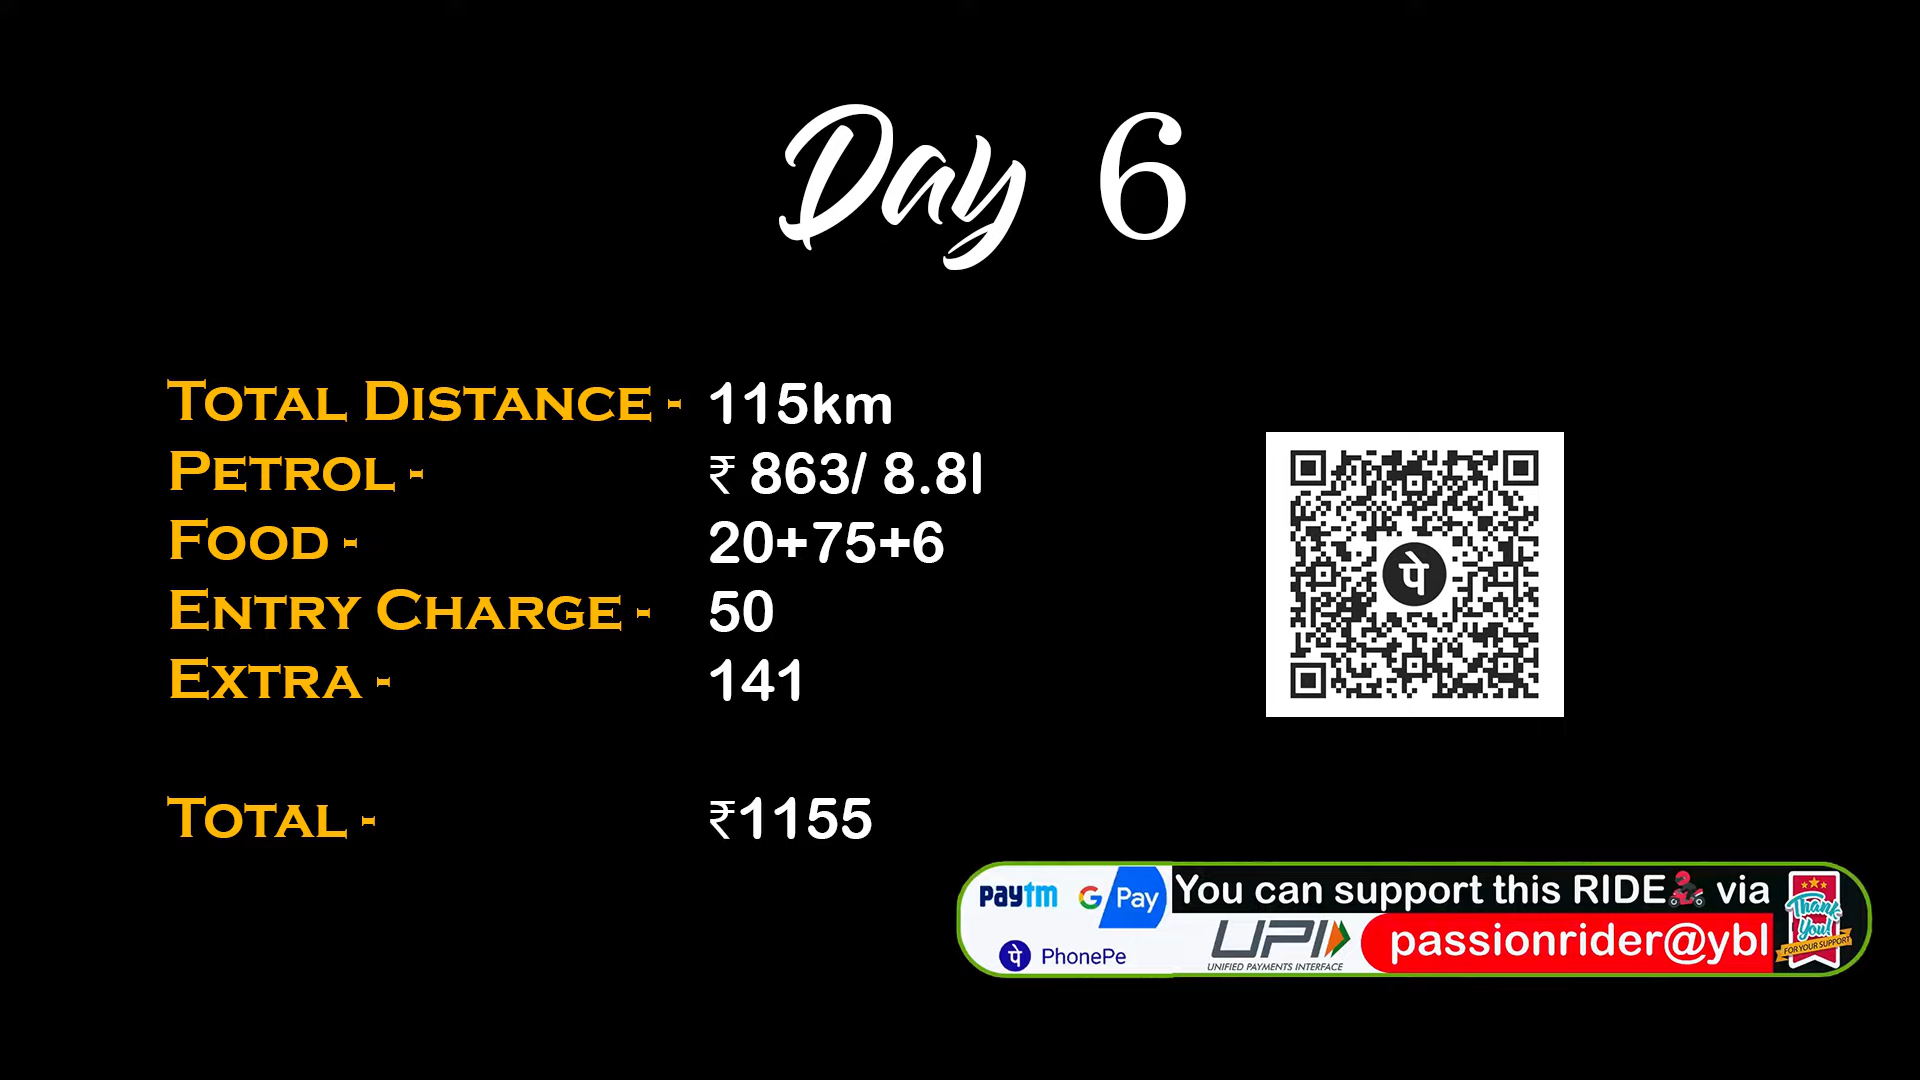 Day 6
Total Distance - 115km
Petrol - ₹ 863/ 8.8l
Food - 20+75+6
Entry Charge - 50
Extra - 141
Total - ₹1155
पे
paytm G Pay You can support this RIDE via
पे PhonePe UPI passionrider@ybl
UNIFIED PAYMENTS INTERFACE
Thank
You!
FOR YOUR SUPPORT